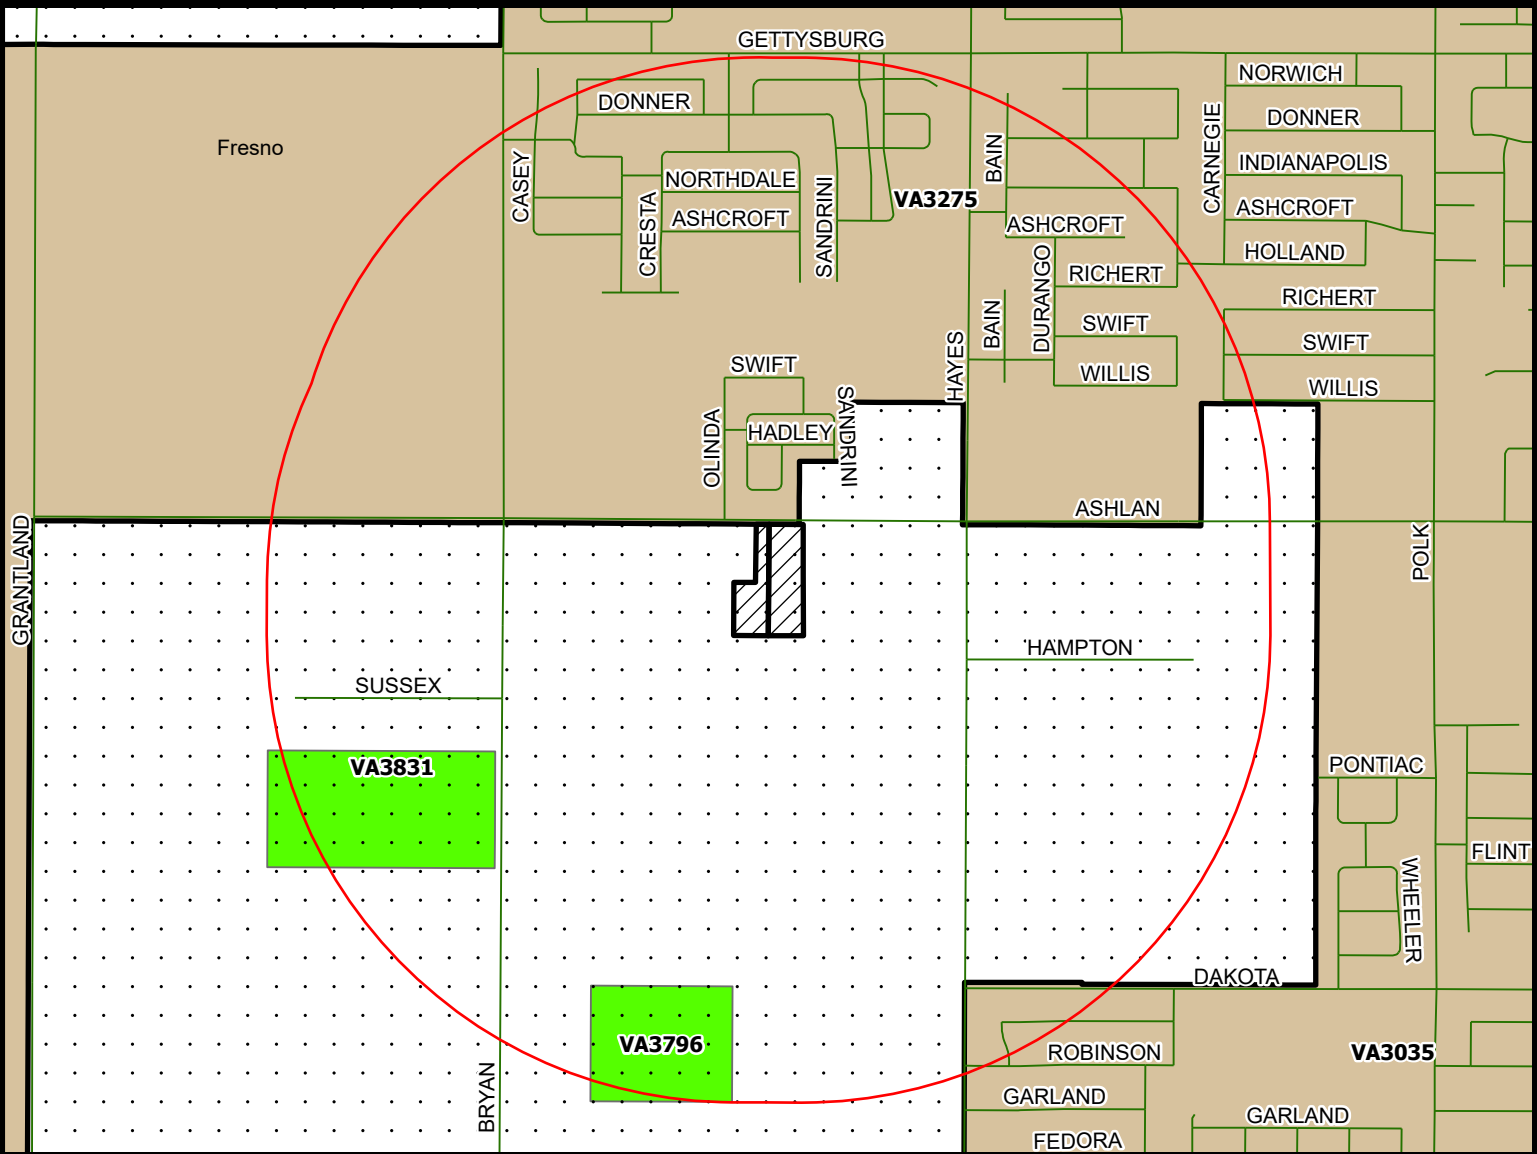 GETTYSBURG
NORWICH
DONNER
DONNER
Fresno
CASEY
BAIN
CARNEGIE
INDIANAPOLIS
NORTHDALE
VA3275
CRESTA
SANDRINI
ASHCROFT
ASHCROFT
ASHCROFT
HOLLAND
DURANGO
RICHERT
RICHERT
BAIN
SWIFT
SWIFT
HAYES
SWIFT
WILLIS
WILLIS
OLINDA
HADLEY
SANDRINI
ASHLAN
GRANTLAND
POLK
HAMPTON
SUSSEX
VA3831
PONTIAC
FLINT
WHEELER
DAKOTA
VA3796
ROBINSON
VA3035
BRYAN
GARLAND
GARLAND
FEDORA